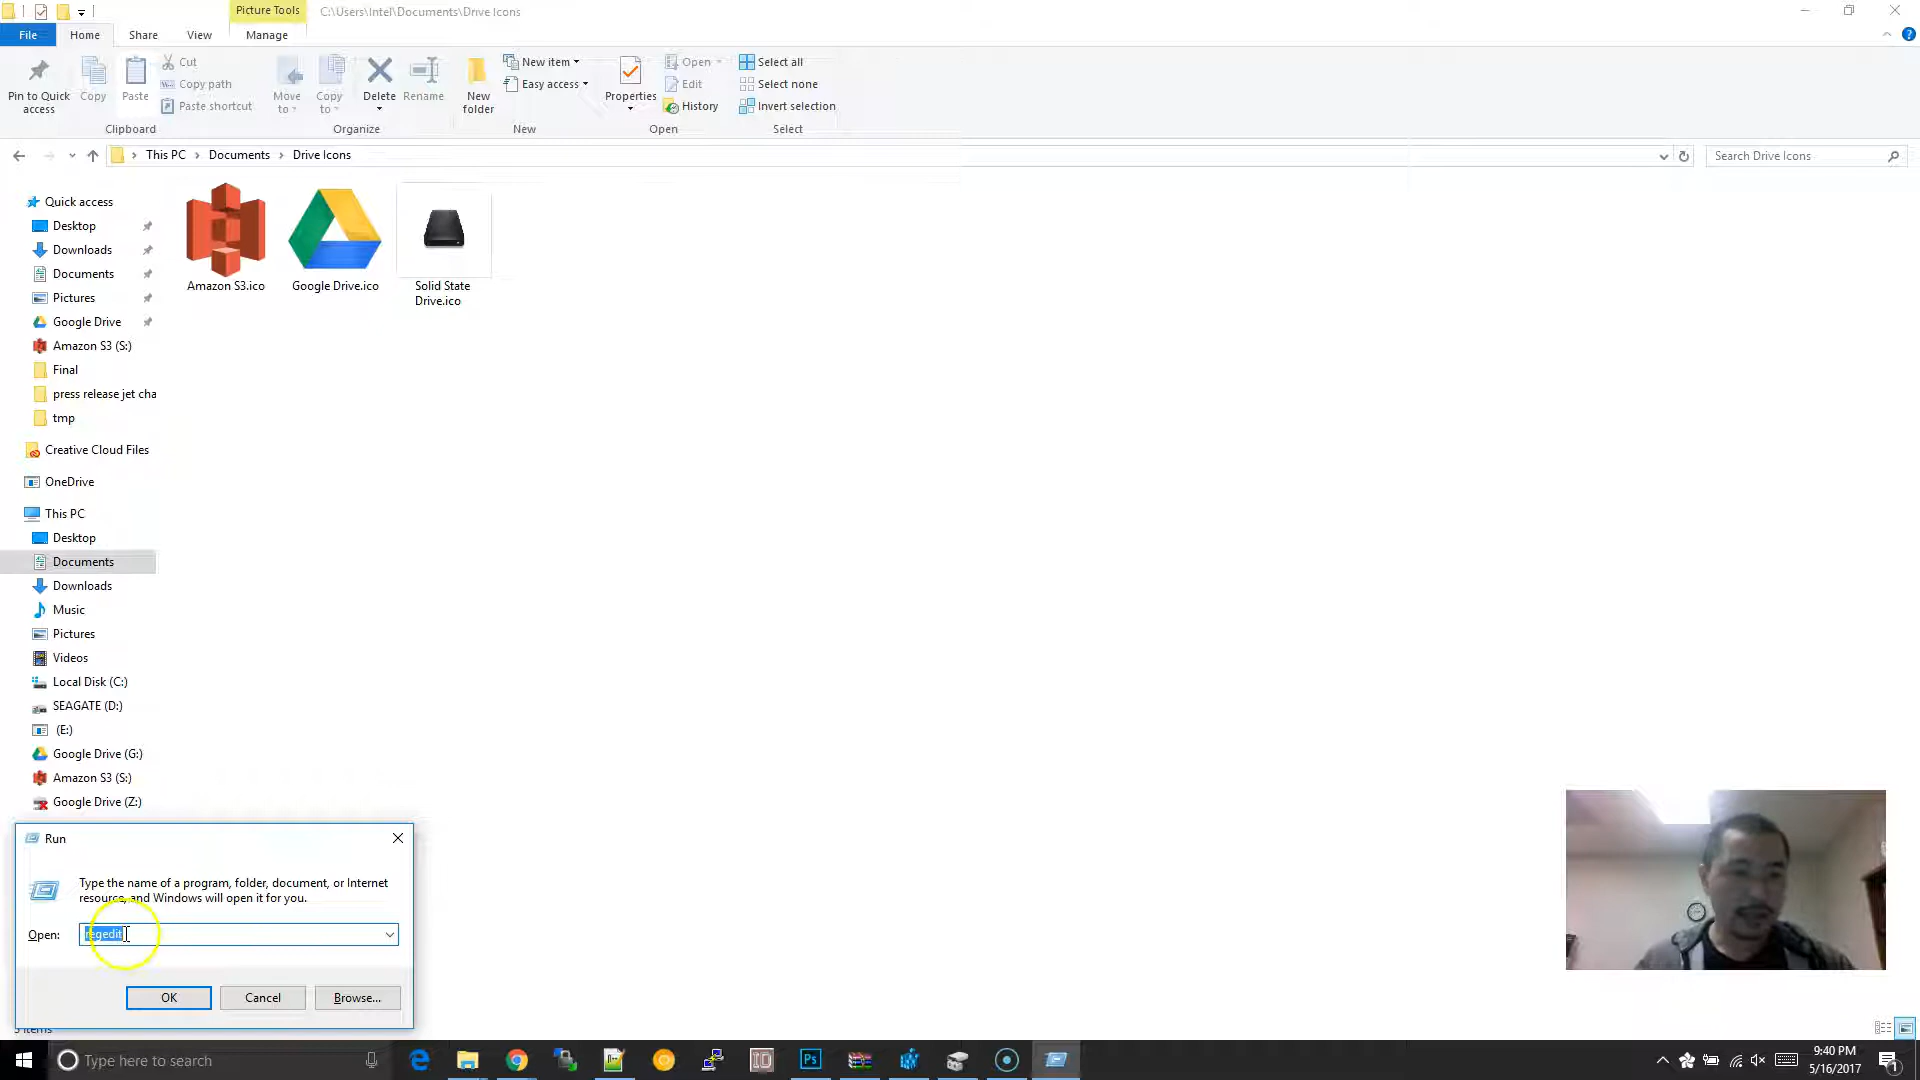 Picture Tools
C:\Users\Intel\Documents\Drive Icons
File
Home
Share
View
Manage
Pin to Quick access
Copy
Paste
Cut
Copy path
Paste shortcut
Clipboard
Move to
Copy to
Delete
Rename
Organize
New folder
New item
Easy access
New
Properties
Open
Edit
History
Open
Select all
Select none
Invert selection
Select
This PC
Documents
Drive Icons
Search Drive Icons
Quick access
Desktop
Downloads
Documents
Pictures
Google Drive
Amazon S3 (S:)
Final
press release jet cha
tmp
Creative Cloud Files
OneDrive
This PC
Desktop
Documents
Downloads
Music
Pictures
Videos
Local Disk (C:)
SEAGATE (D:)
(E:)
Google Drive (G:)
Amazon S3 (S:)
Google Drive (Z:)
Amazon S3.ico
Google Drive.ico
Solid State
Drive.ico
Run
Type the name of a program, folder, document, or Internet
resource, and Windows will open it for you.
Open:
regedit
OK
Cancel
Browse...
items
Type here to search
Ps
9:40 PM
5/16/2017
1